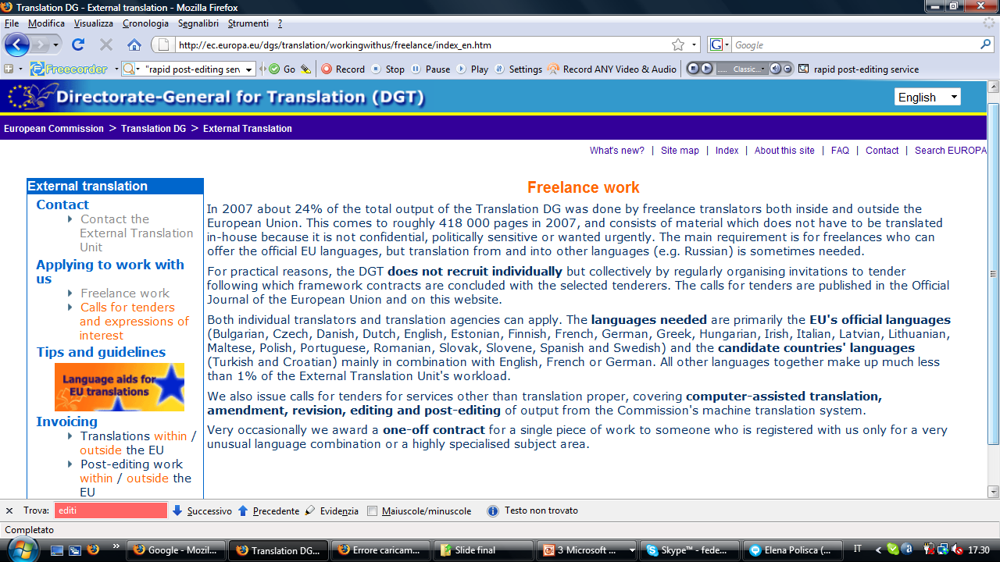 Translation DG - External translation - Mozilla Firefox
File Modifica Visualizza Cronologia Segnalibri Strumenti ?
http://ec.europa.eu/dgs/translation/workingwithus/freelance/index_en.htm
Google
Freecorder "rapid post-editing serv Go Record Stop Pause Play Settings Record ANY Video & Audio ..... Classic... rapid post-editing service
Directorate-General for Translation (DGT)
English
European Commission > Translation DG > External Translation
What's new? | Site map | Index | About this site | FAQ | Contact | Search EUROPA
External translation
Contact
Contact the
External Translation
Unit
Applying to work with
us
Freelance work
Calls for tenders
and expressions of
interest
Tips and guidelines
Language aids for
EU translations
Invoicing
Translations within /
outside the EU
Post-editing work
within / outside the
EU
Freelance work
In 2007 about 24% of the total output of the Translation DG was done by freelance translators both inside and outside the
European Union. This comes to roughly 418 000 pages in 2007, and consists of material which does not have to be translated
in-house because it is not confidential, politically sensitive or wanted urgently. The main requirement is for freelances who can
offer the official EU languages, but translation from and into other languages (e.g. Russian) is sometimes needed.
For practical reasons, the DGT does not recruit individually but collectively by regularly organising invitations to tender
following which framework contracts are concluded with the selected tenderers. The calls for tenders are published in the Official
Journal of the European Union and on this website.
Both individual translators and translation agencies can apply. The languages needed are primarily the EU's official languages
(Bulgarian, Czech, Danish, Dutch, English, Estonian, Finnish, French, German, Greek, Hungarian, Irish, Italian, Latvian, Lithuanian,
Maltese, Polish, Portuguese, Romanian, Slovak, Slovene, Spanish and Swedish) and the candidate countries' languages
(Turkish and Croatian) mainly in combination with English, French or German. All other languages together make up much less
than 1% of the External Translation Unit's workload.
We also issue calls for tenders for services other than translation proper, covering computer-assisted translation,
amendment, revision, editing and post-editing of output from the Commission's machine translation system.
Very occasionally we award a one-off contract for a single piece of work to someone who is registered with us only for a very
unusual language combination or a highly specialised subject area.
Trova: editi Successivo Precedente Evidenzia Maiuscole/minuscole Testo non trovato
Completato
Google - Mozil... Translation DG... Errore caricam... Slide final 3 Microsoft ... Skype™ - fede... Elena Polisca (... IT 17.30